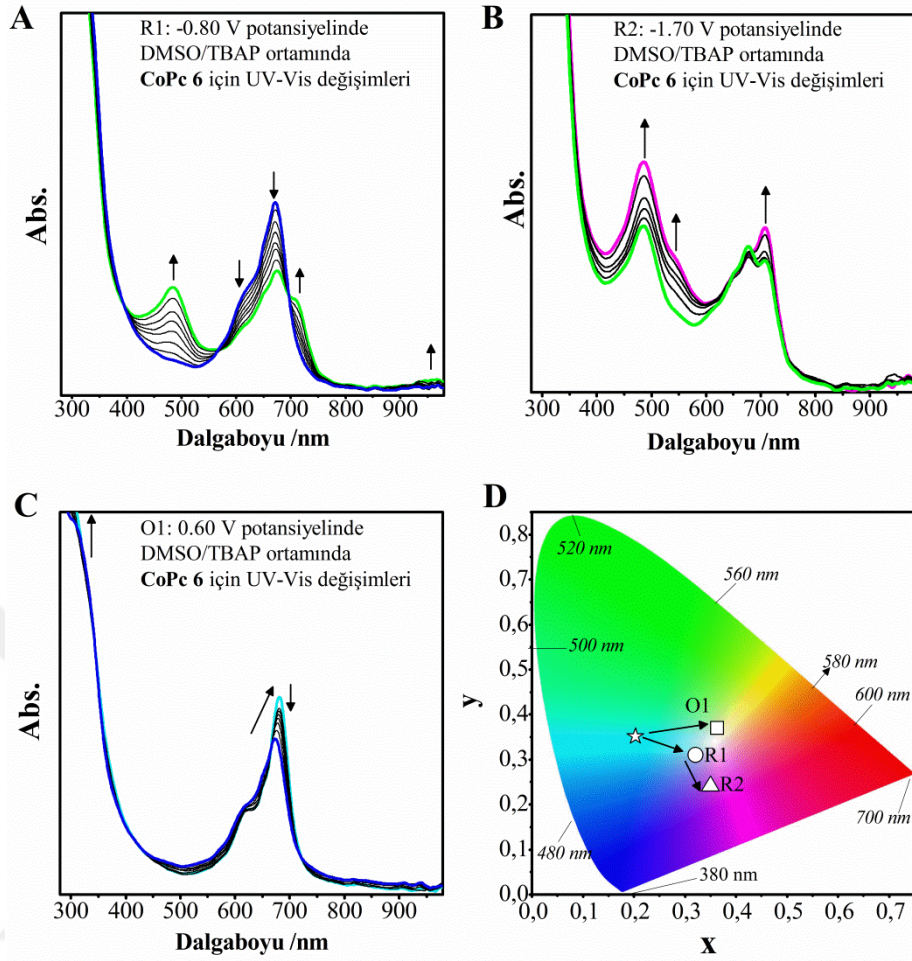 A
R1: -0.80 V potansiyelinde
DMSO/TBAP ortamında
CoPc 6 için UV-Vis değişimleri
Abs.
300 400 500 600 700 800 900
Dalgaboyu /nm
B
R2: -1.70 V potansiyelinde
DMSO/TBAP ortamında
CoPc 6 için UV-Vis değişimleri
Abs.
300 400 500 600 700 800 900
Dalgaboyu /nm
C
O1: 0.60 V potansiyelinde
DMSO/TBAP ortamında
CoPc 6 için UV-Vis değişimleri
Abs.
300 400 500 600 700 800 900
Dalgaboyu /nm
D
0,8
0,7
0,6
0,5
0,4
0,3
0,2
0,1
0,0
y
520 nm
560 nm
500 nm
580 nm
600 nm
O1
R1
R2
700 nm
480 nm
380 nm
0,0 0,1 0,2 0,3 0,4 0,5 0,6 0,7
x